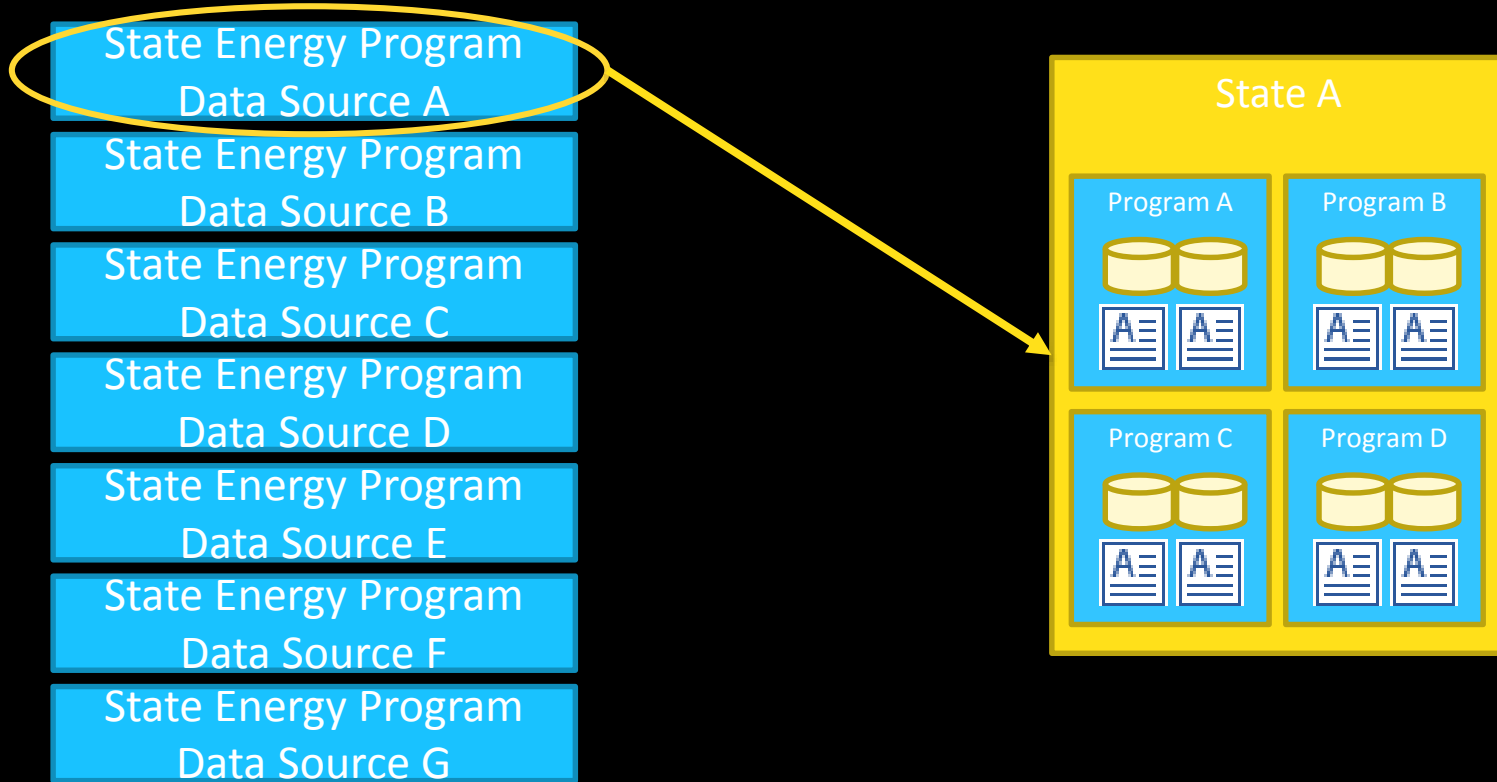 State Energy Program
Data Source A
State Energy Program
Data Source B
State Energy Program
Data Source C
State Energy Program
Data Source D
State Energy Program
Data Source E
State Energy Program
Data Source F
State Energy Program
Data Source G
State A
Program A
Program B
A A
A A
Program C
Program D
A A
A A